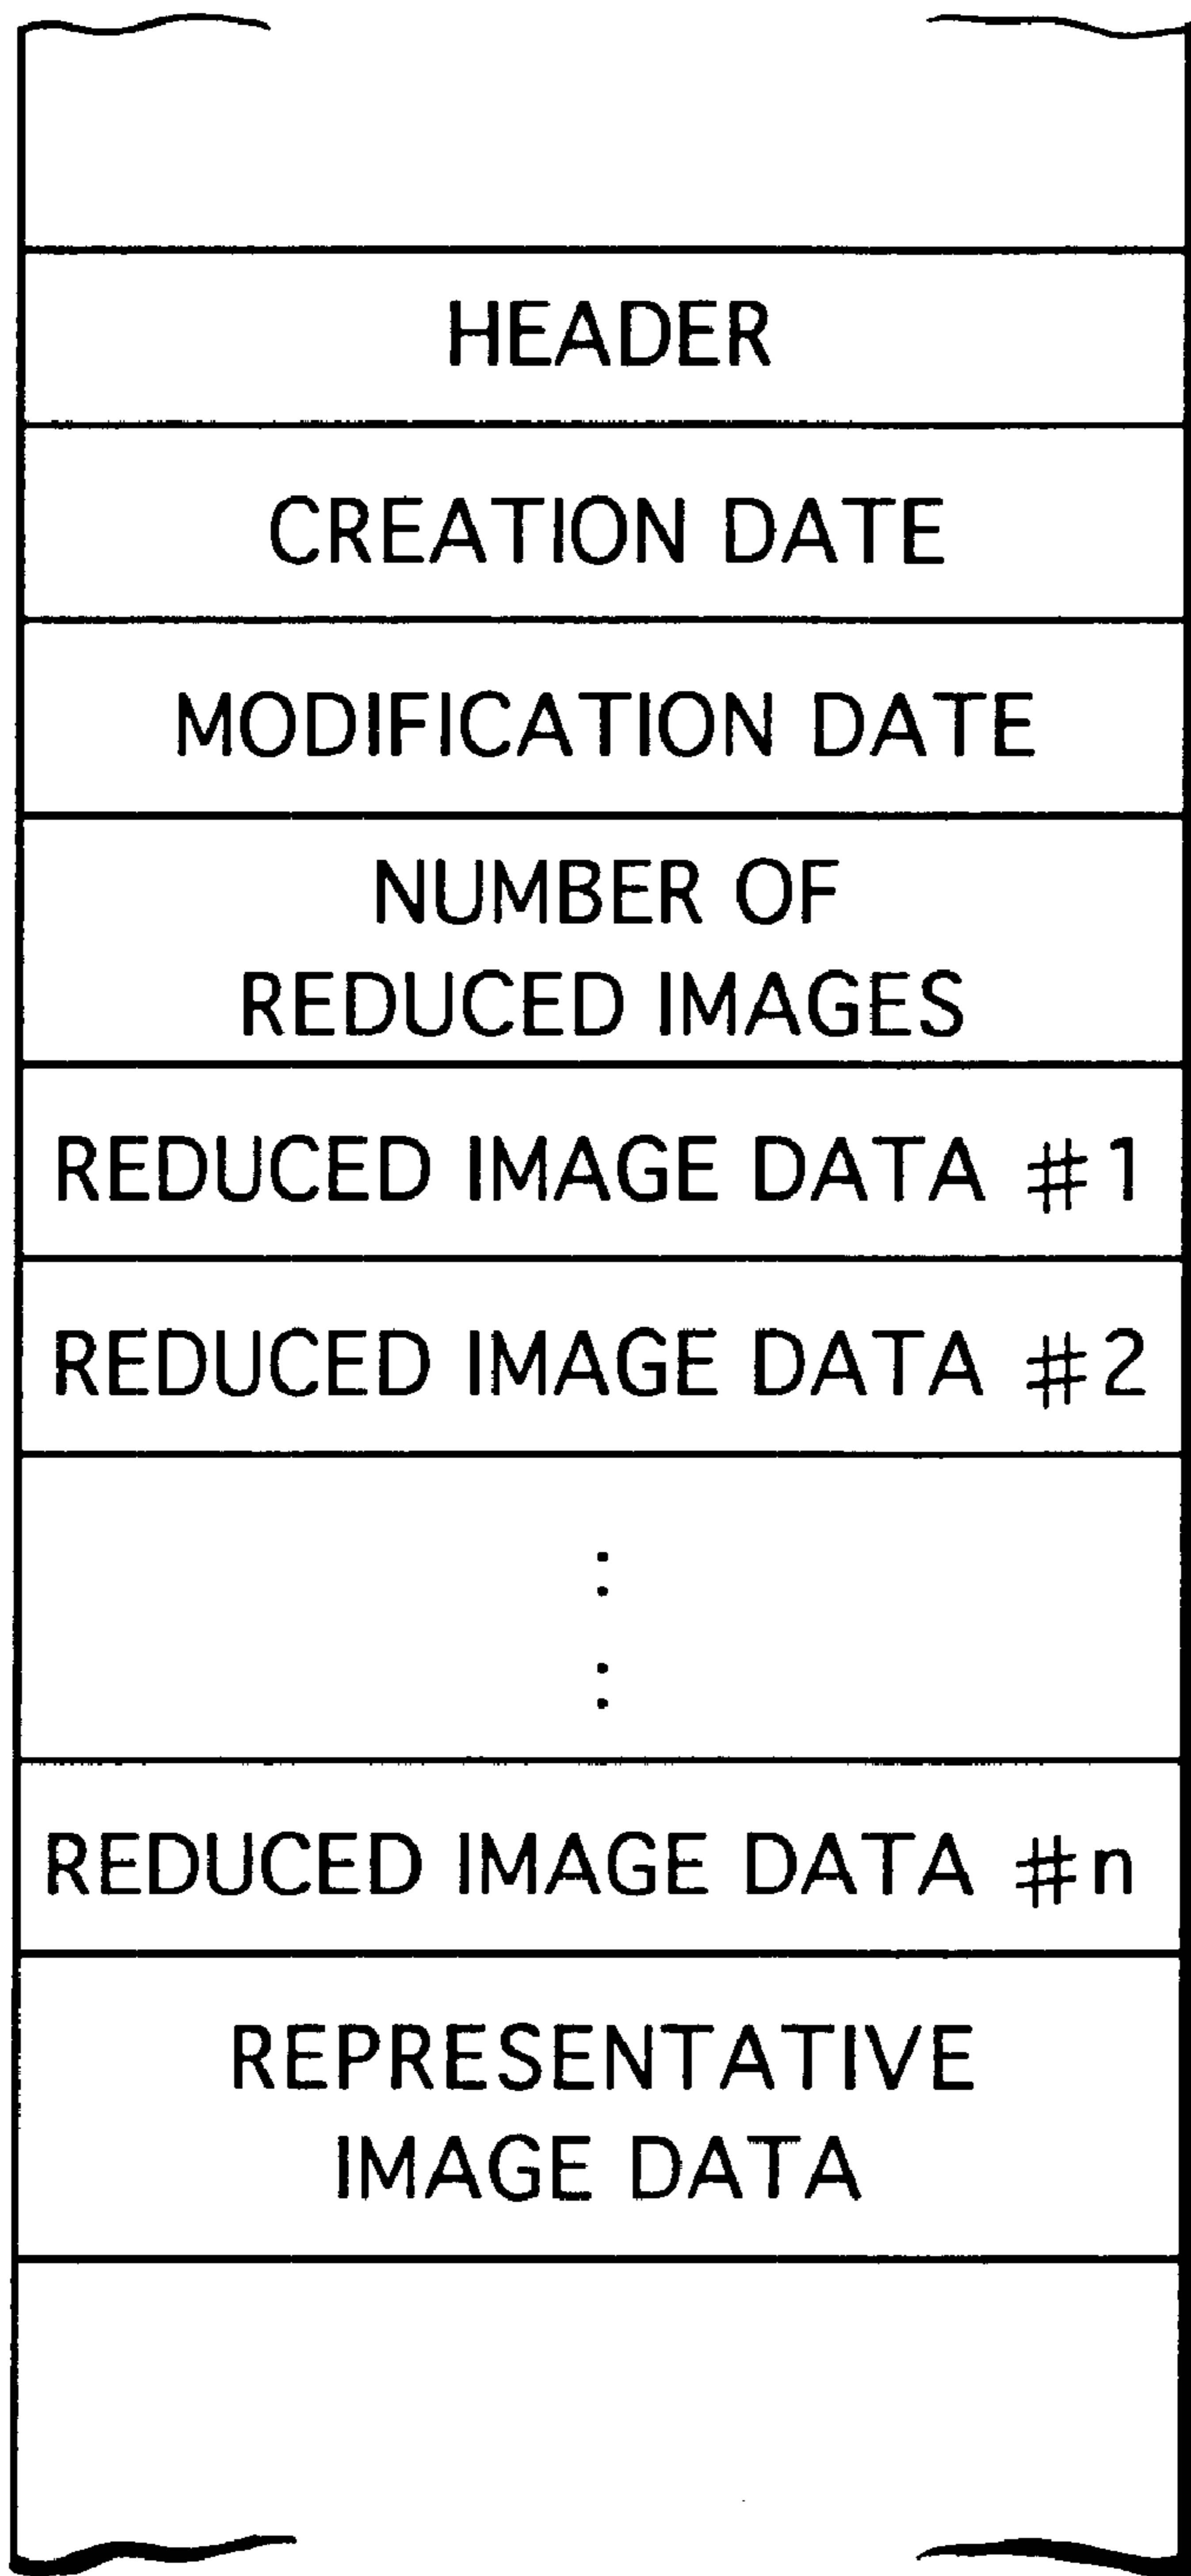 HEADER
CREATION DATE
MODIFICATION DATE
NUMBER OF
REDUCED IMAGES
REDUCED IMAGE DATA #1
REDUCED IMAGE DATA #2
REDUCED IMAGE DATA #n
REPRESENTATIVE
IMAGE DATA